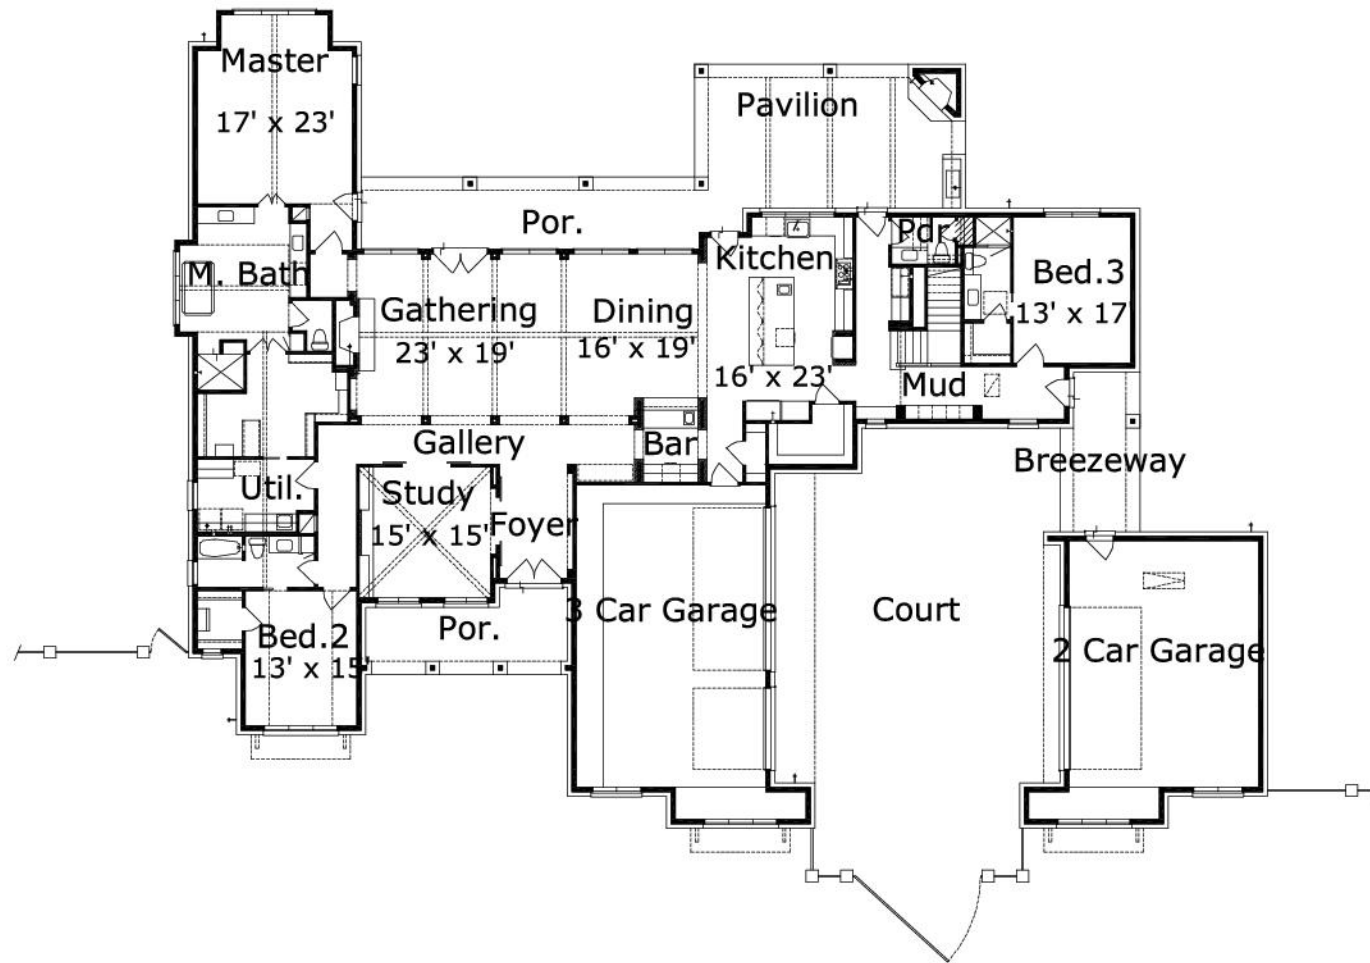 Master
17' x 23'
Pavilion
Por.
Pdr.
M. Bath
Kitchen
Bed.3
13' x 17'
Gathering
23' x 19'
Dining
16' x 19'
16' x 23'
Mud
Gallery
Bar
Breezeway
Util.
Study
15' x 15'
Foyer
3 Car Garage
Court
Por.
Bed.2
13' x 15'
2 Car Garage